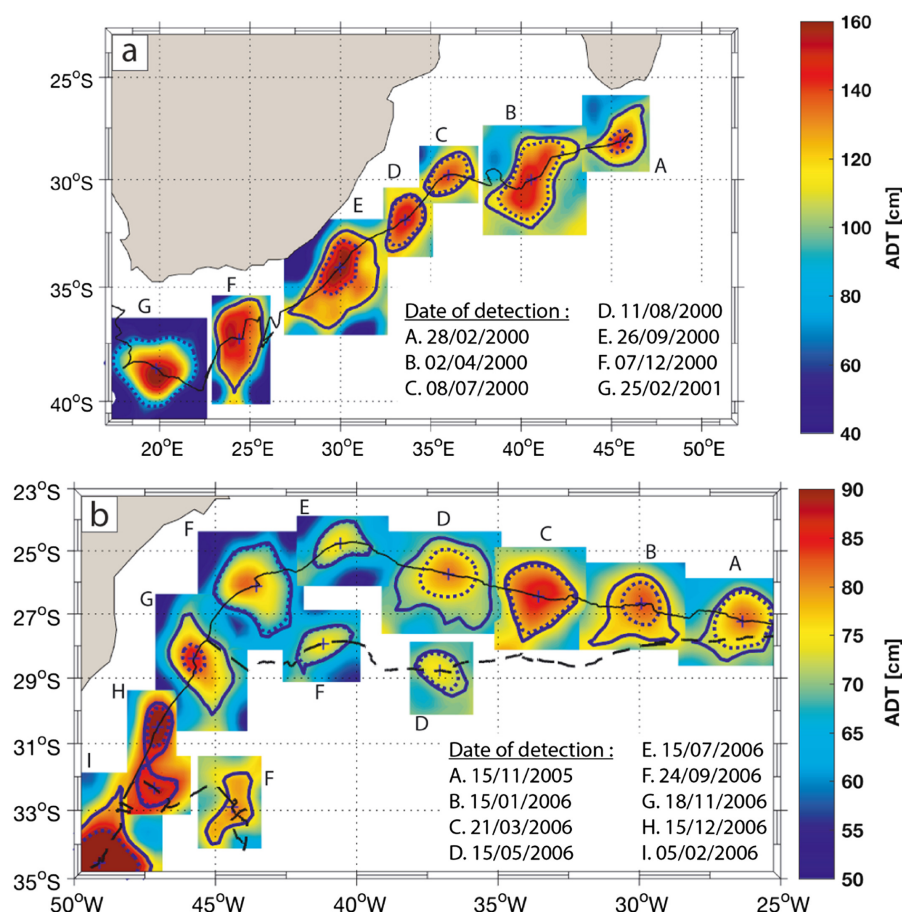 a
25°S
30°S
35°S
40°S
20°E
25°E
30°E
35°E
40°E
45°E
50°E
A
B
C
D
E
F
G
Date of detection :
A. 28/02/2000
B. 02/04/2000
C. 08/07/2000
D. 11/08/2000
E. 26/09/2000
F. 07/12/2000
G. 25/02/2001
160
140
120
100
80
60
40
ADT [cm]
b
23°S
25°S
27°S
29°S
31°S
33°S
35°S
50°W
45°W
40°W
35°W
30°W
25°W
E
D
C
B
A
F
G
H
I
F
D
F
Date of detection :
A. 15/11/2005
B. 15/01/2006
C. 21/03/2006
D. 15/05/2006
E. 15/07/2006
F. 24/09/2006
G. 18/11/2006
H. 15/12/2006
I. 05/02/2006
90
85
80
75
70
65
60
55
50
ADT [cm]